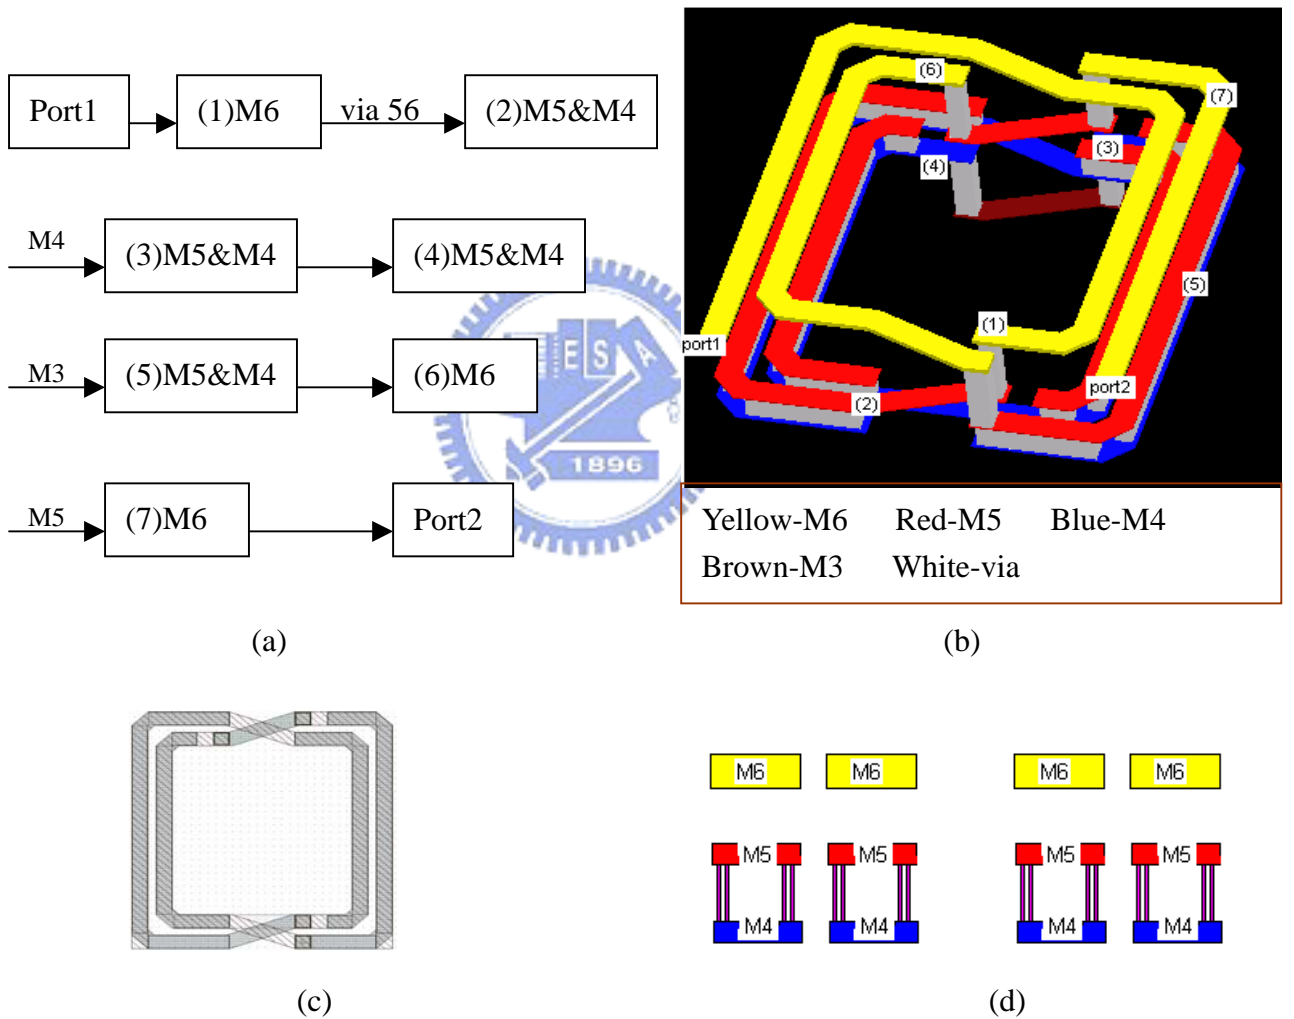 Port1
(1)M6
via 56
(2)M5&M4
M4
(3)M5&M4
(4)M5&M4
M3
(5)M5&M4
(6)M6
M5
(7)M6
Port2
(a)
E S A
1896
(6)
(7)
(3)
(4)
(5)
(1)
port1
port2
(2)
Yellow-M6 Red-M5 Blue-M4
Brown-M3 White-via
(b)
(c)
M6 M6 M6 M6
M5 M5 M5 M5
M4 M4 M4 M4
(d)